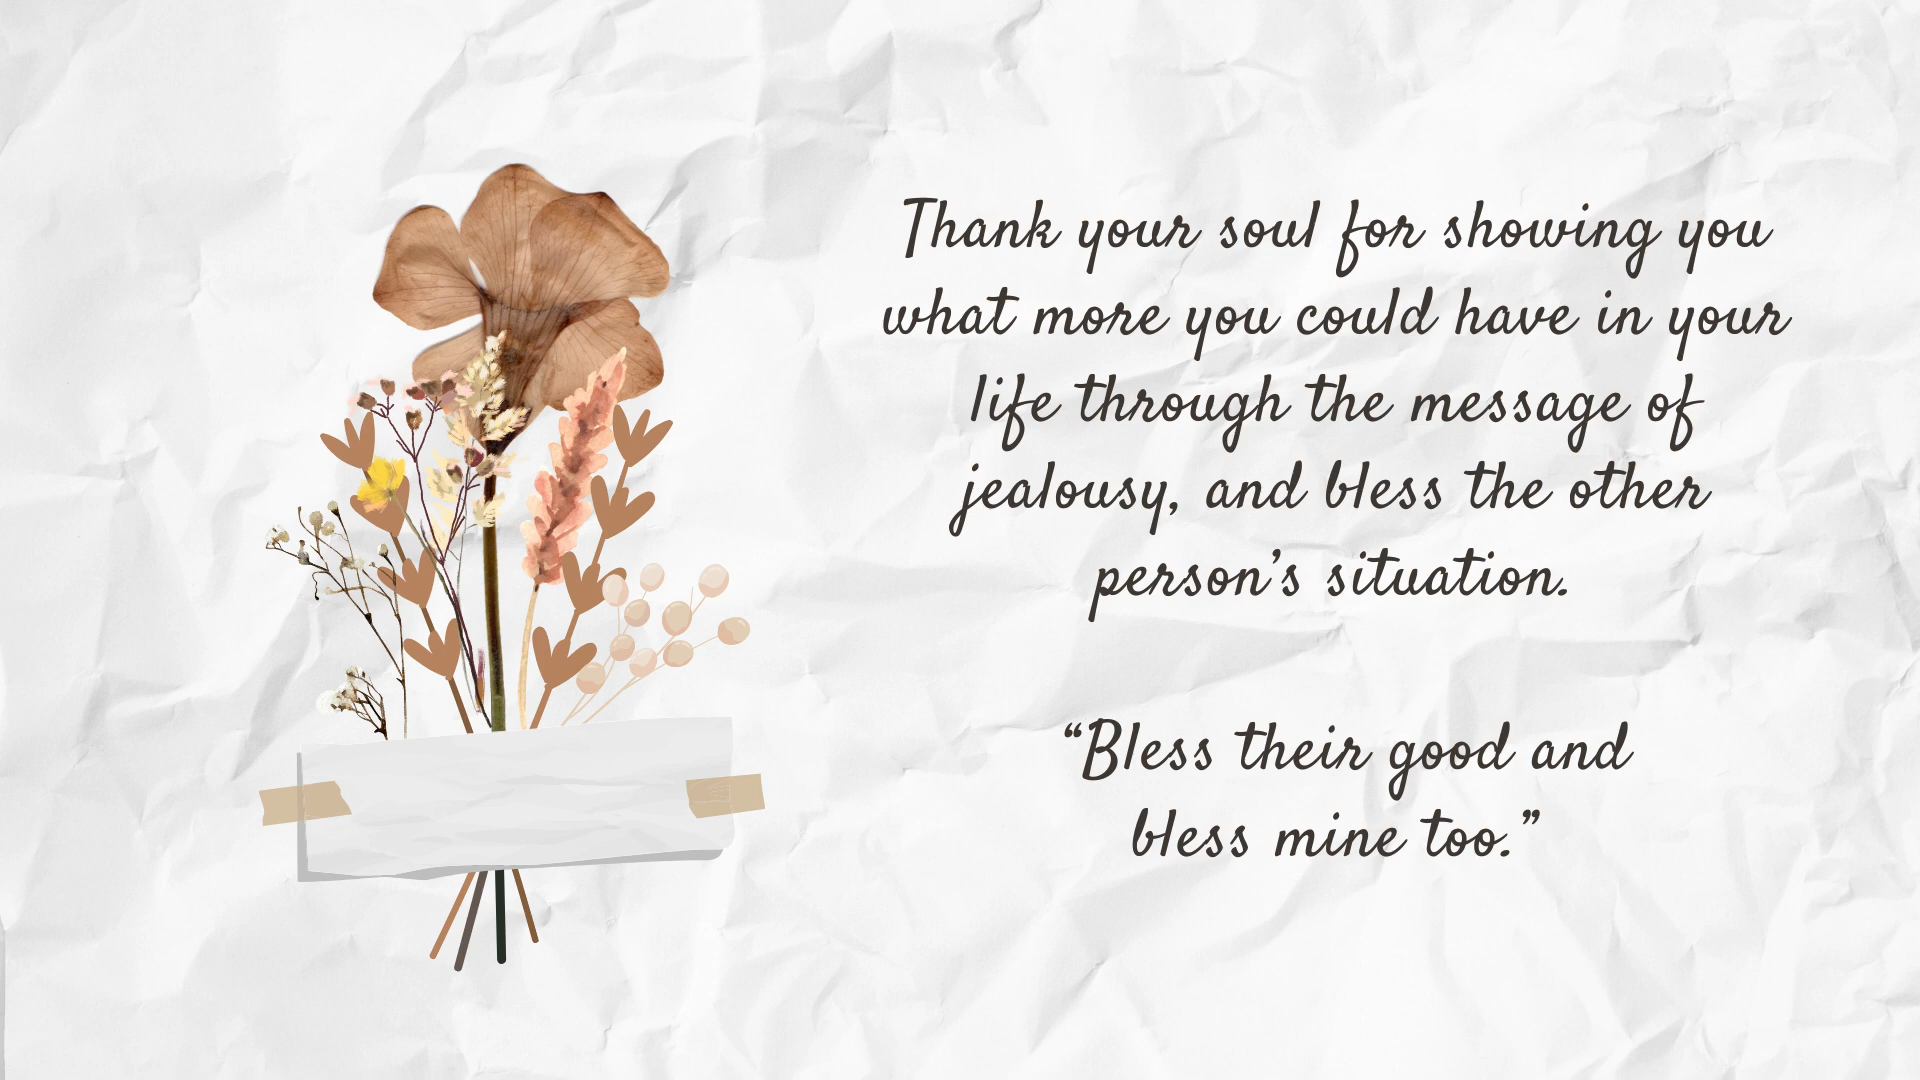 Thank your soul for showing you
what more you could have in your
life through the message of
jealousy, and bless the other
person’s situation.
“Bless their good and
bless mine too.”